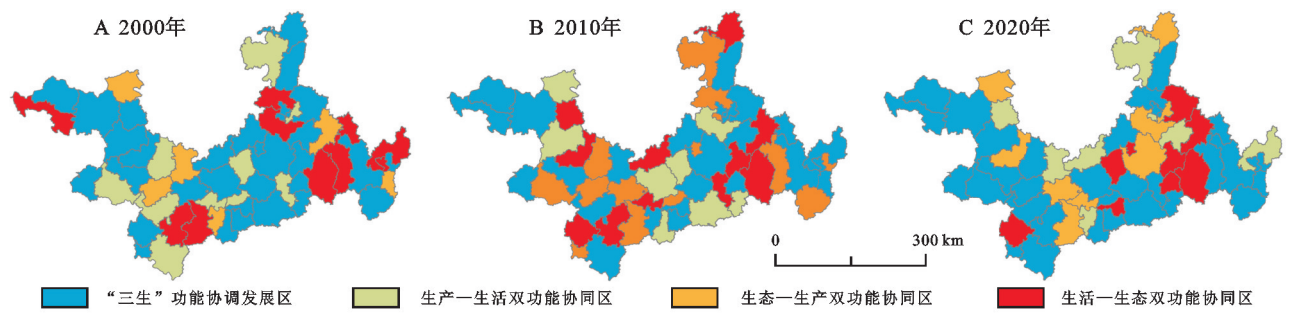 A 2000年
B 2010年
C 2020年
0 300 km
“三生”功能协调发展区
生产—生活双功能协同区
生态—生产双功能协同区
生活—生态双功能协同区